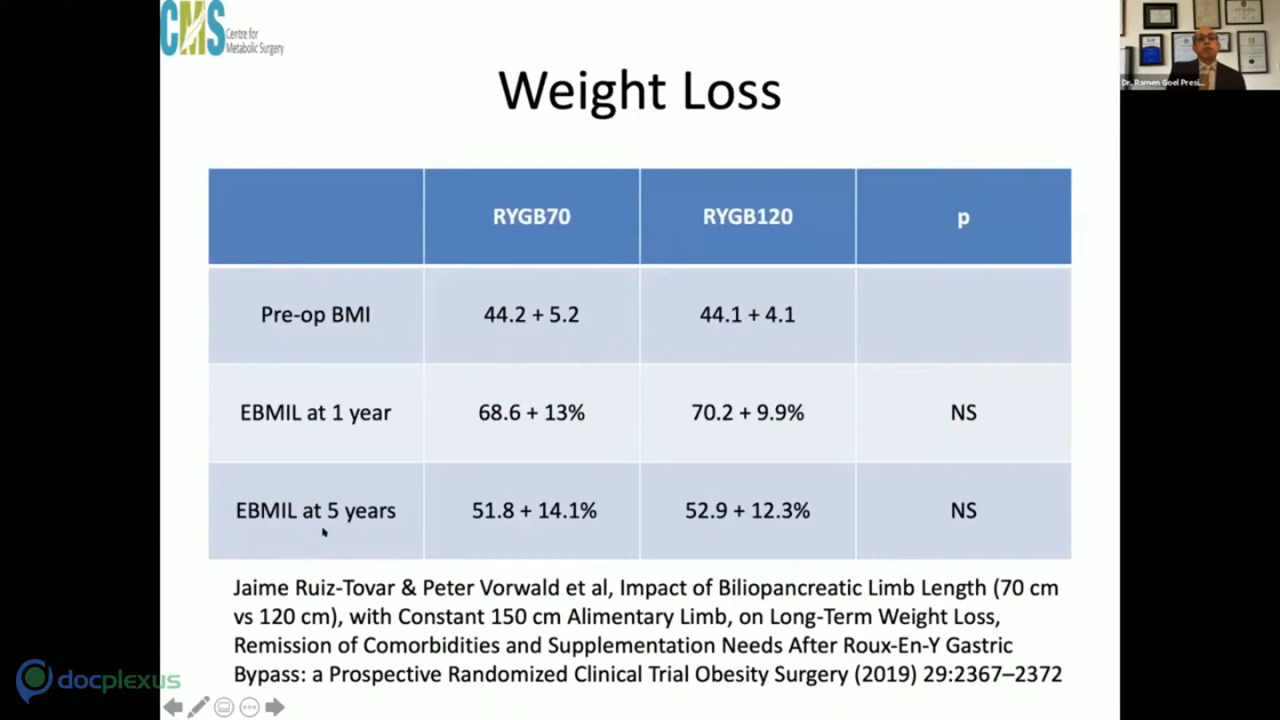 CMS Centre for
Metabolic Surgery
Dr. Ramen Goel Presi...
Weight Loss
RYGB70 RYGB120 p
Pre-op BMI 44.2 + 5.2 44.1 + 4.1
EBMIL at 1 year 68.6 + 13% 70.2 + 9.9% NS
EBMIL at 5 years 51.8 + 14.1% 52.9 + 12.3% NS
Jaime Ruiz-Tovar & Peter Vorwald et al, Impact of Biliopancreatic Limb Length (70 cm
vs 120 cm), with Constant 150 cm Alimentary Limb, on Long-Term Weight Loss,
Remission of Comorbidities and Supplementation Needs After Roux-En-Y Gastric
Bypass: a Prospective Randomized Clinical Trial Obesity Surgery (2019) 29:2367–2372
docplexus